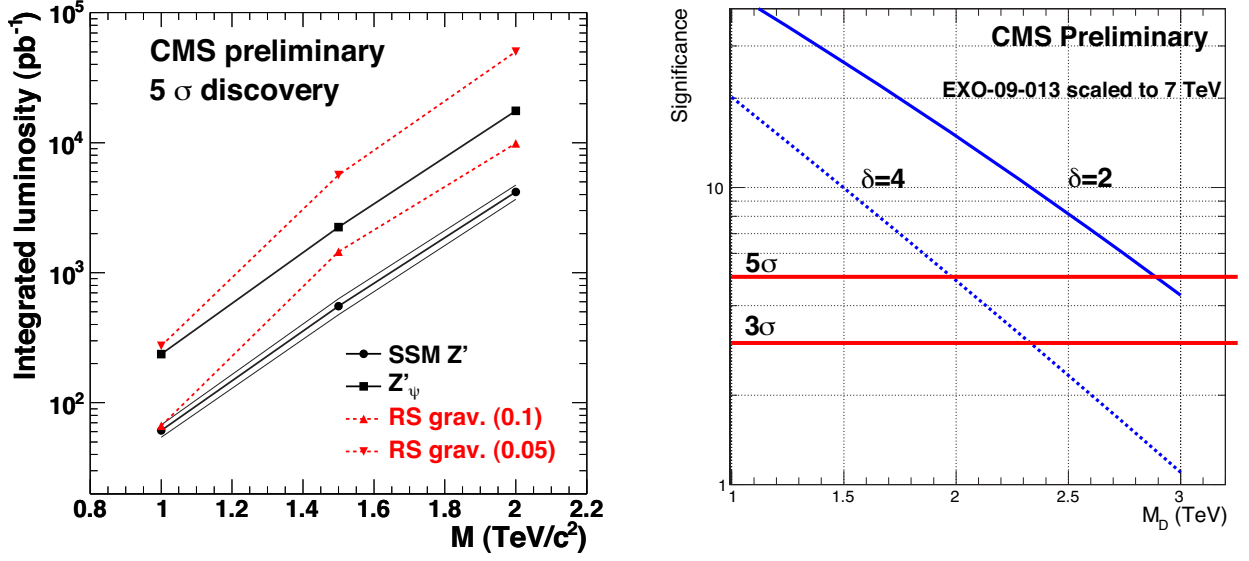 CMS preliminary
5 σ discovery
Integrated luminosity (pb⁻¹)
10⁵
10⁴
10³
10²
SSM Z'
Z'ψ
RS grav. (0.1)
RS grav. (0.05)
0.8 1 1.2 1.4 1.6 1.8 2 2.2
M (TeV/c²)
CMS Preliminary
EXO-09-013 scaled to 7 TeV
Significance
δ=4
δ=2
10
5σ
3σ
1
1 1.5 2 2.5 3
M_D (TeV)